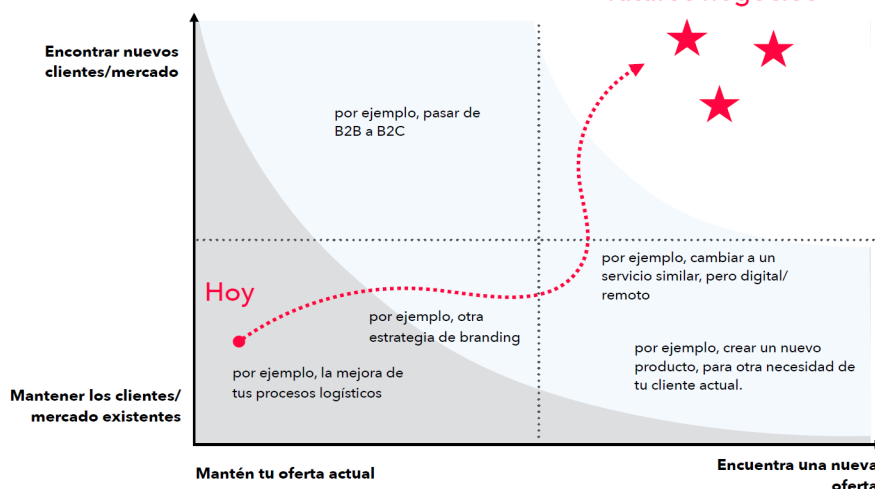 Encontrar nuevos
clientes/mercado
por ejemplo, pasar de
B2B a B2C
por ejemplo, cambiar a un
servicio similar, pero digital/
remoto
Hoy
por ejemplo, otra
estrategia de branding
por ejemplo, crear un nuevo
producto, para otra necesidad de
tu cliente actual.
por ejemplo, la mejora de
tus procesos logísticos
Mantener los clientes/
mercado existentes
Mantén tu oferta actual
Encuentra una nueva
oferta